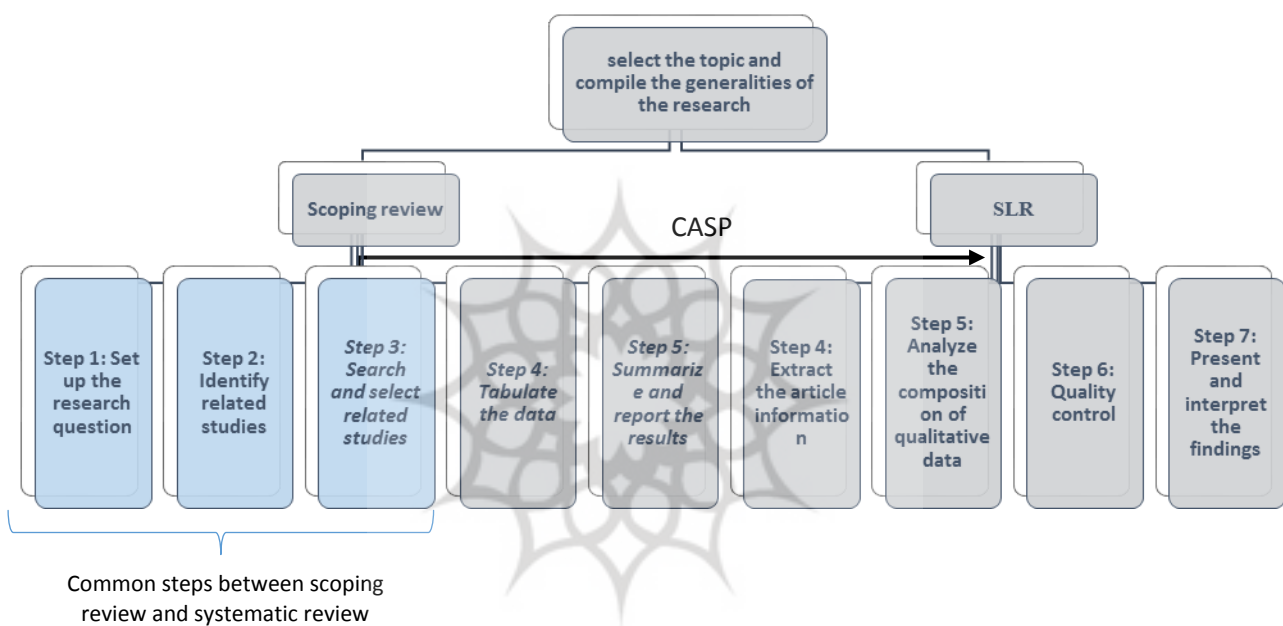 select the topic and
compile the generalities of
the research
Scoping review
SLR
CASP
Step 1: Set
up the
research
question
Step 2:
Identify
related
studies
Step 3:
Search
and select
related
studies
Step 4:
Tabulate
the data
Step 5:
Summariz
e and
report the
results
Step 4:
Extract
the article
informatio
n
Step 5:
Analyze
the
compositi
on of
qualitative
data
Step 6:
Quality
control
Step 7:
Present
and
interpret
the
findings
Common steps between scoping
review and systematic review